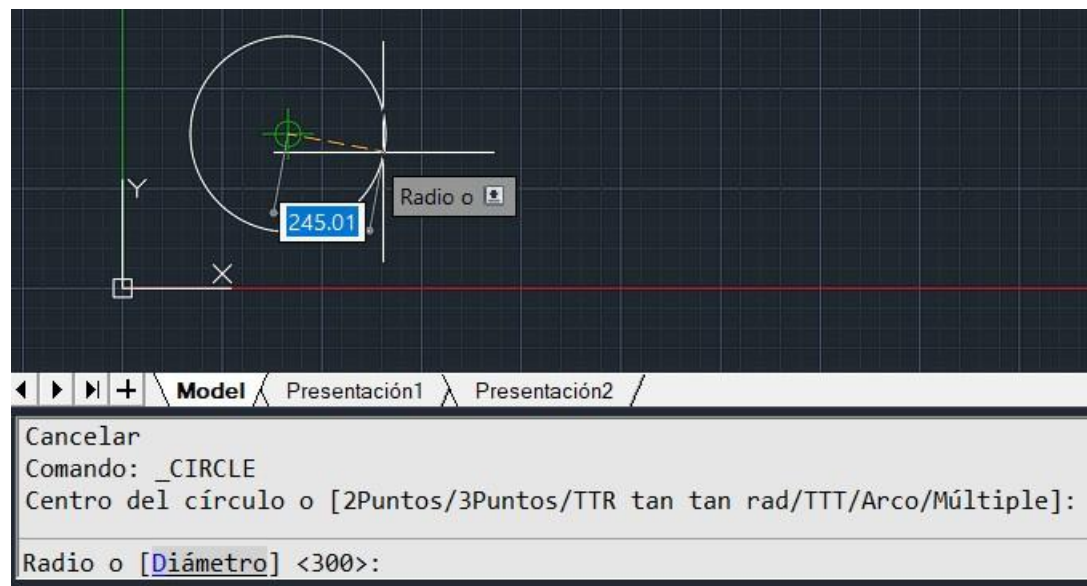 Y
Radio o
245.01
X
Model Presentación1 Presentación2
Cancelar
Comando: _CIRCLE
Centro del círculo o [2Puntos/3Puntos/TTR tan tan rad/TTT/Arco/Múltiple]:
Radio o [Diámetro] <300>: